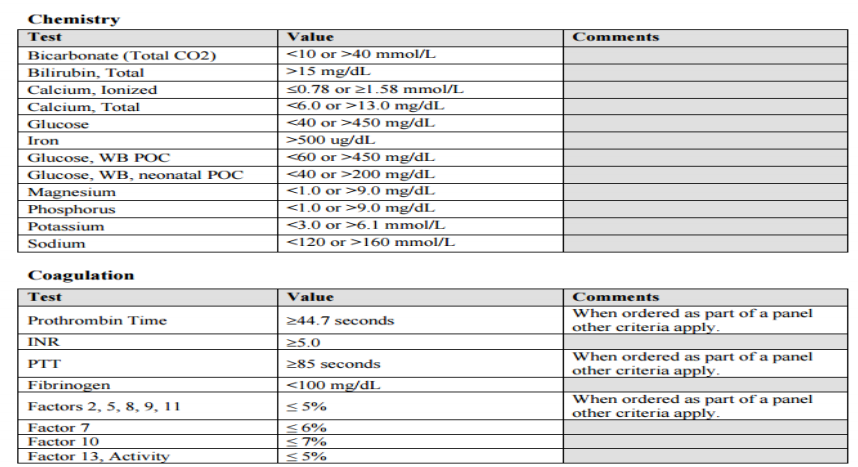 Chemistry
Test Value Comments
Bicarbonate (Total CO2) <10 or >40 mmol/L
Bilirubin, Total >15 mg/dL
Calcium, Ionized ≤0.78 or ≥1.58 mmol/L
Calcium, Total <6.0 or >13.0 mg/dL
Glucose <40 or >450 mg/dL
Iron >500 ug/dL
Glucose, WB POC <60 or >450 mg/dL
Glucose, WB, neonatal POC <40 or >200 mg/dL
Magnesium <1.0 or >9.0 mg/dL
Phosphorus <1.0 or >9.0 mg/dL
Potassium <3.0 or >6.1 mmol/L
Sodium <120 or >160 mmol/L
Coagulation
Test Value Comments
Prothrombin Time ≥44.7 seconds When ordered as part of a panel
other criteria apply.
INR ≥5.0
PTT ≥85 seconds When ordered as part of a panel
other criteria apply.
Fibrinogen <100 mg/dL
Factors 2, 5, 8, 9, 11 ≤ 5% When ordered as part of a panel
other criteria apply.
Factor 7 ≤ 6%
Factor 10 ≤ 7%
Factor 13, Activity ≤ 5%